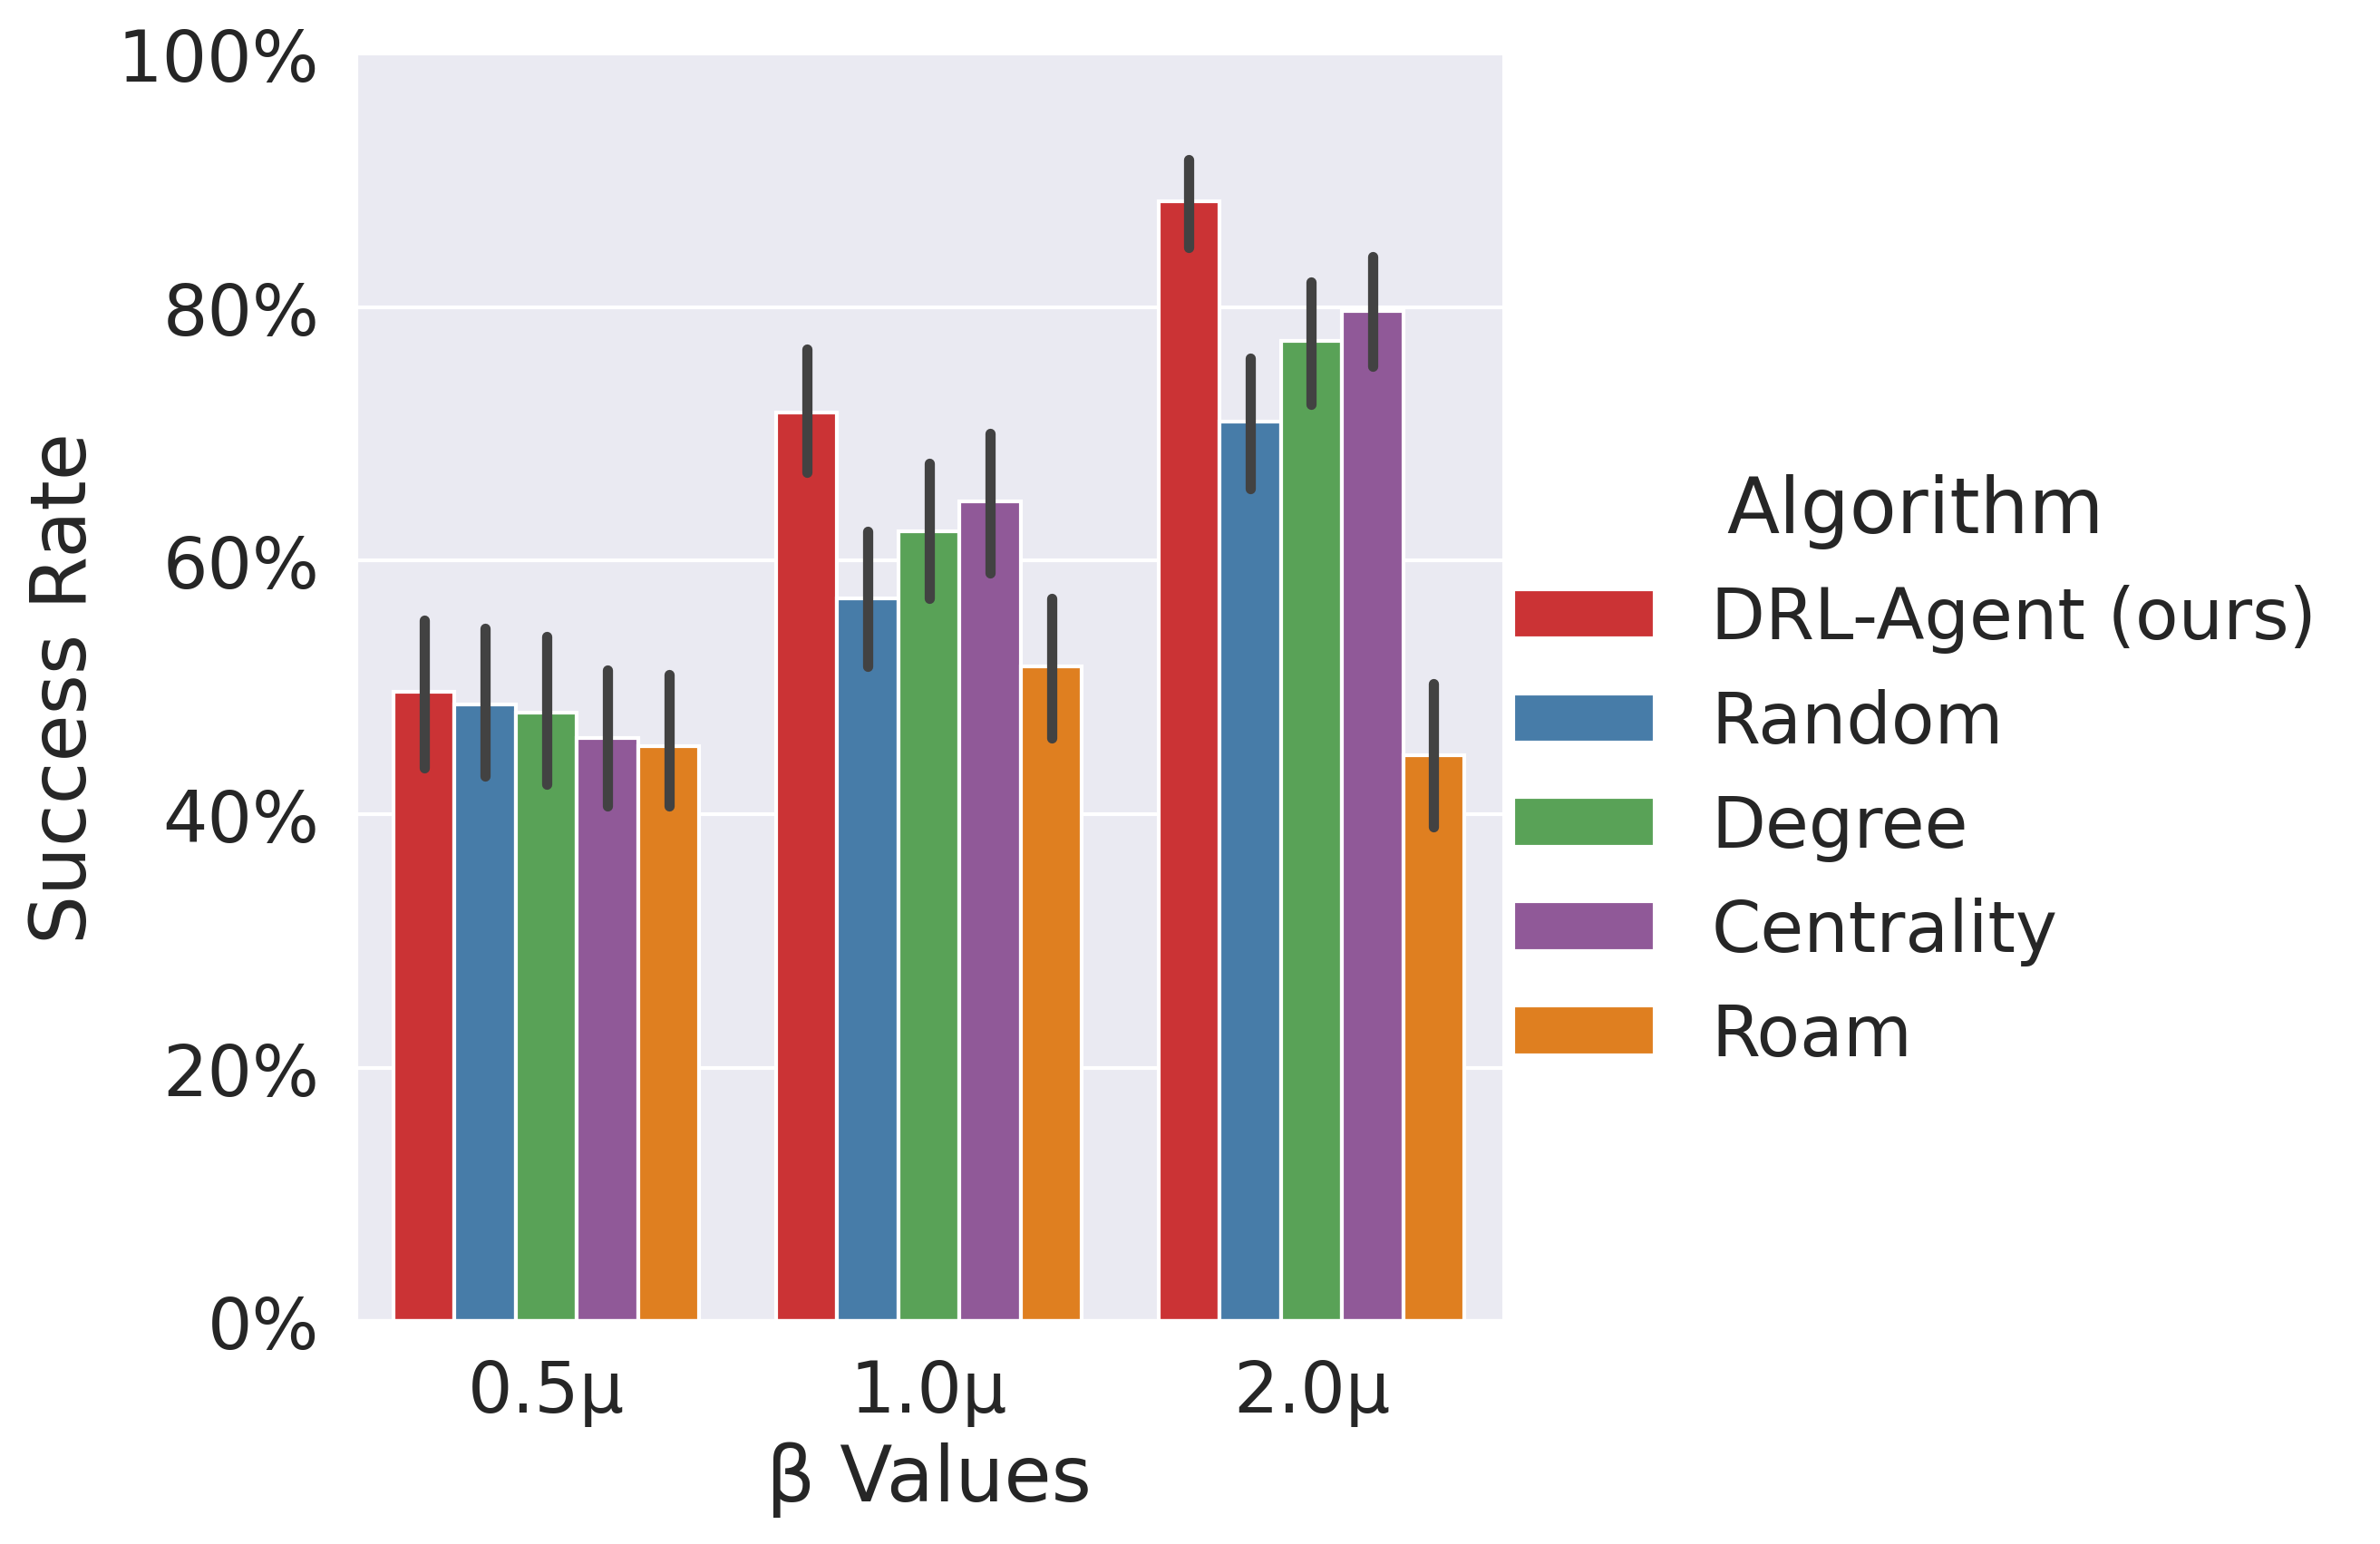 100%
80%
60%
40%
20%
0%
Success Rate
0.5µ
1.0µ
2.0µ
β Values
Algorithm
DRL-Agent (ours)
Random
Degree
Centrality
Roam